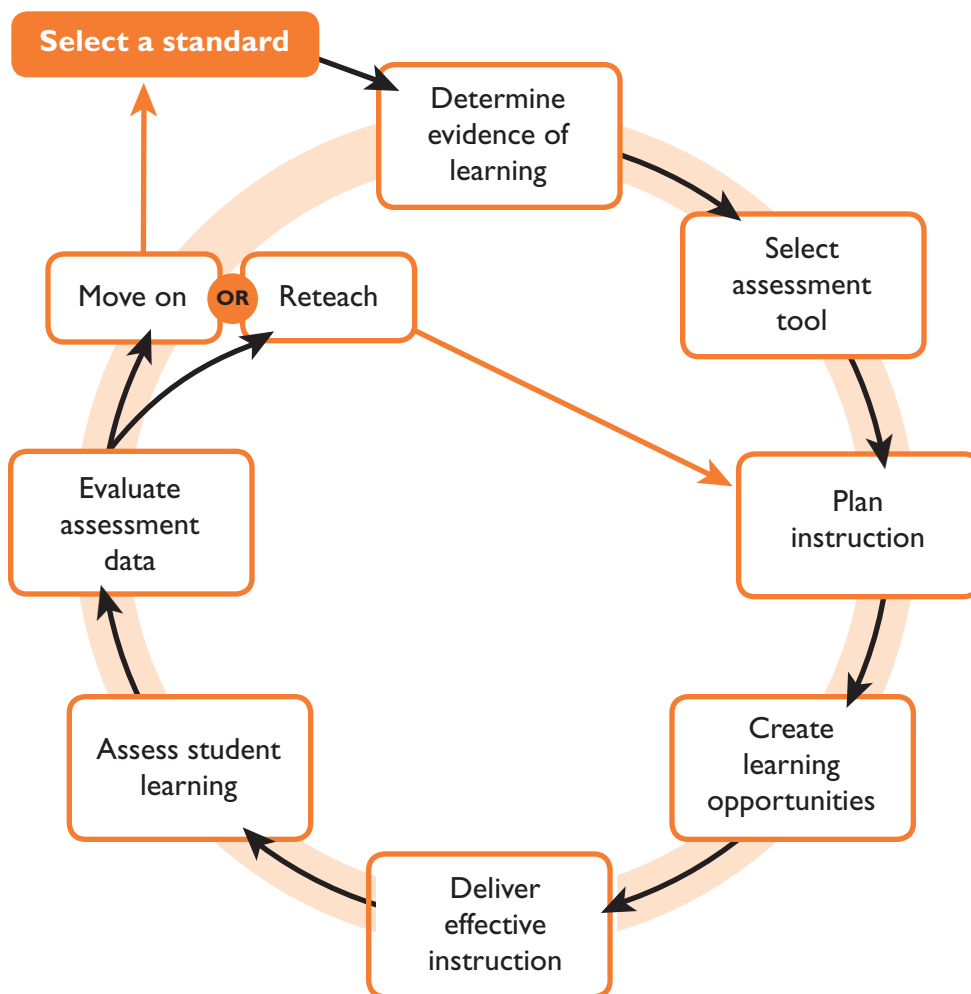 Select a standard
Determine
evidence of
learning
Select
assessment
tool
Plan
instruction
Create
learning
opportunities
Deliver
effective
instruction
Assess student
learning
Evaluate
assessment
data
Move on
OR
Reteach